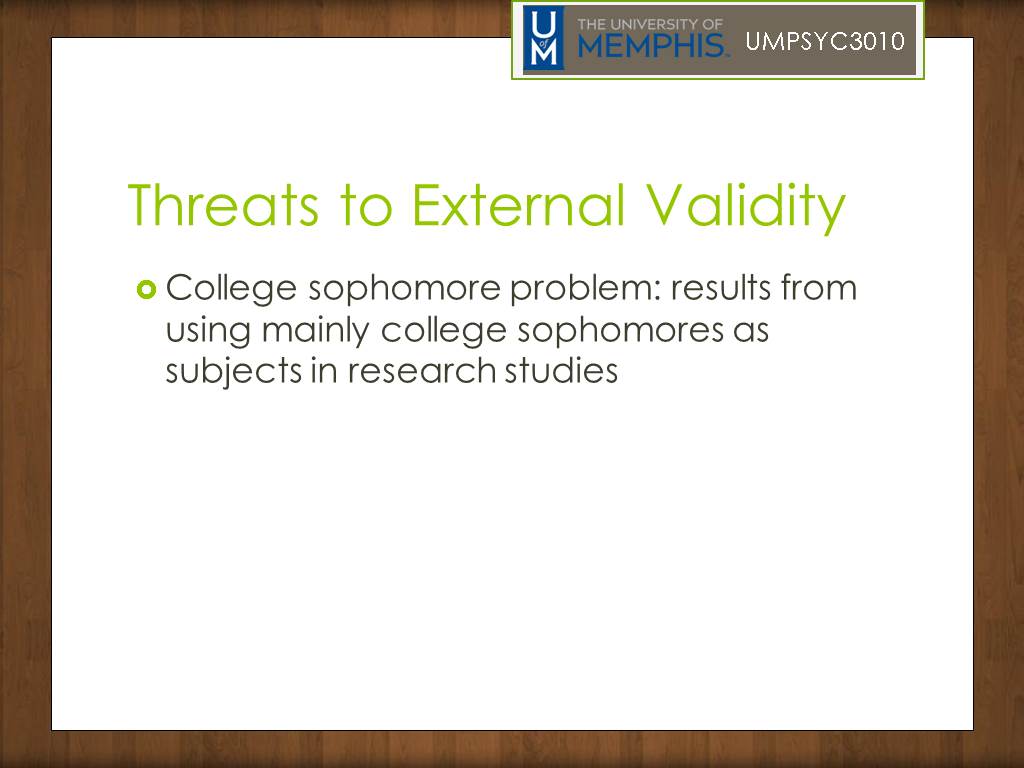 U
of
M
THE UNIVERSITY OF
MEMPHIS™
UMPSYC3010
Threats to External Validity
College sophomore problem: results from
using mainly college sophomores as
subjects in research studies